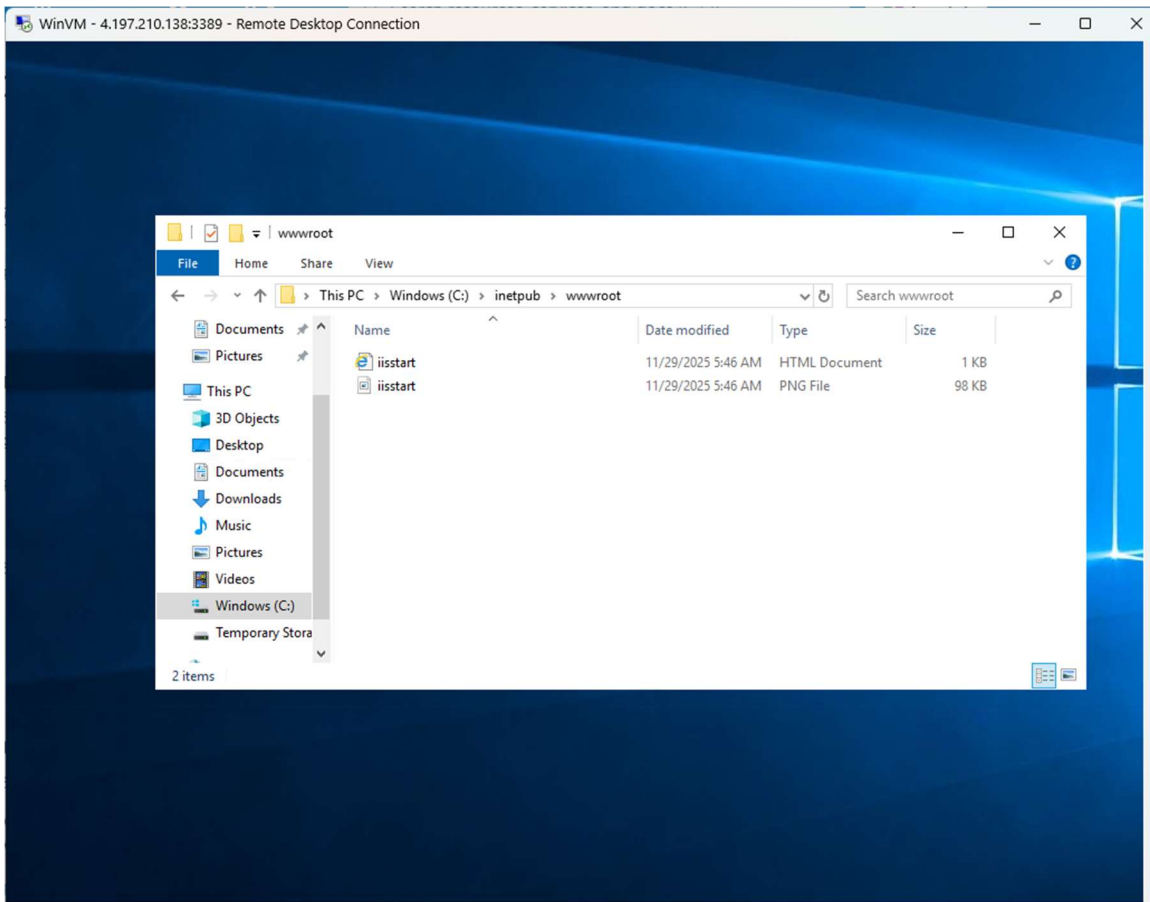 WinVM - 4.197.210.138:3389 - Remote Desktop Connection
wwwroot
File Home Share View
This PC > Windows (C:) > inetpub > wwwroot
Search wwwroot
Name Date modified Type Size
Documents
Pictures
This PC
3D Objects
Desktop
Documents
Downloads
Music
Pictures
Videos
Windows (C:)
Temporary Stora
iisstart 11/29/2025 5:46 AM HTML Document 1 KB
iisstart 11/29/2025 5:46 AM PNG File 98 KB
2 items